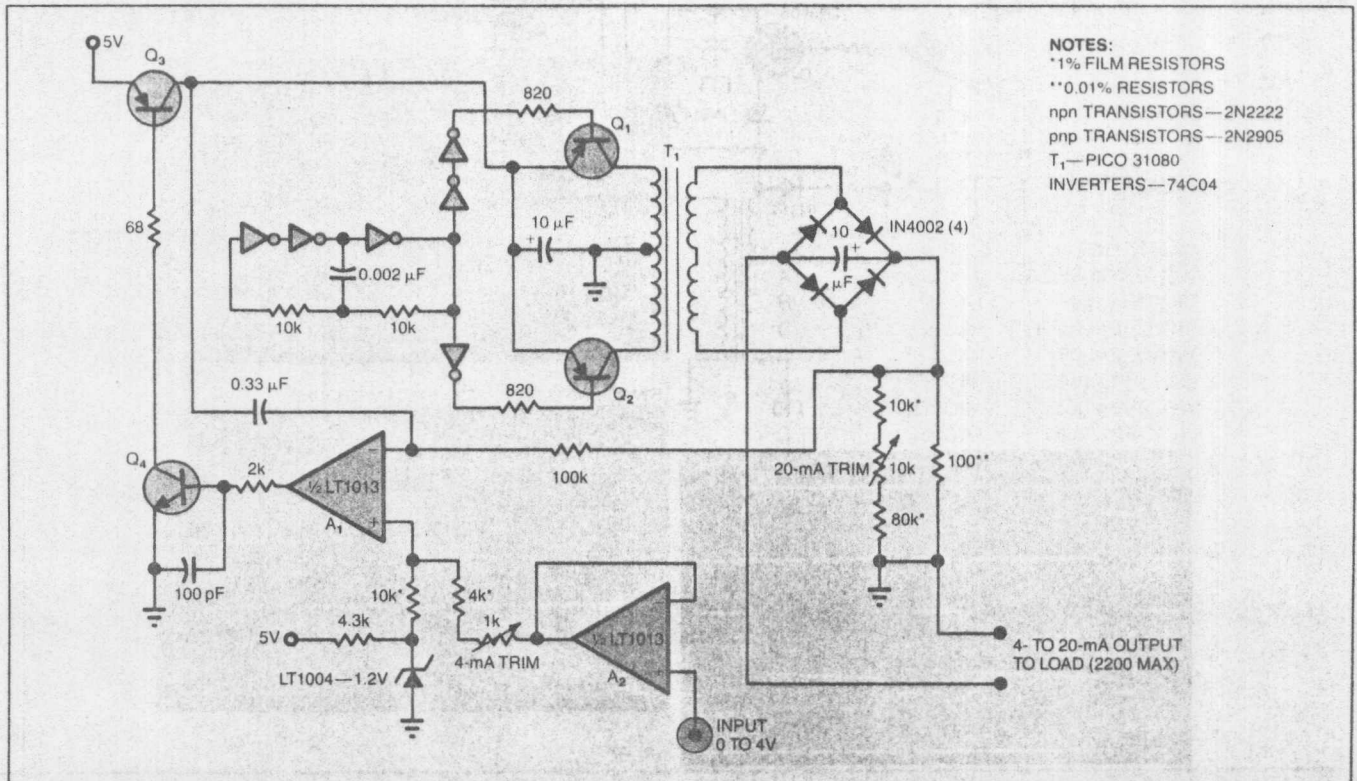 5V
Q3
820
Q1
T1
NOTES:
*1% FILM RESISTORS
**0.01% RESISTORS
npn TRANSISTORS—2N2222
pnp TRANSISTORS—2N2905
T1—PICO 31080
INVERTERS—74C04
68
10 µF
+
0.002 µF
10k
10k
IN4002 (4)
10
+
µF
0.33 µF
820
Q2
Q4
2k
½ LT1013
−
+
A1
100k
10k*
20-mA TRIM
10k
80k*
100**
100 pF
10k*
4k*
1k
4-mA TRIM
½ LT1013
A2
5V
4.3k
LT1004—1.2V
INPUT
0 TO 4V
4- TO 20-mA OUTPUT
TO LOAD (2200 MAX)